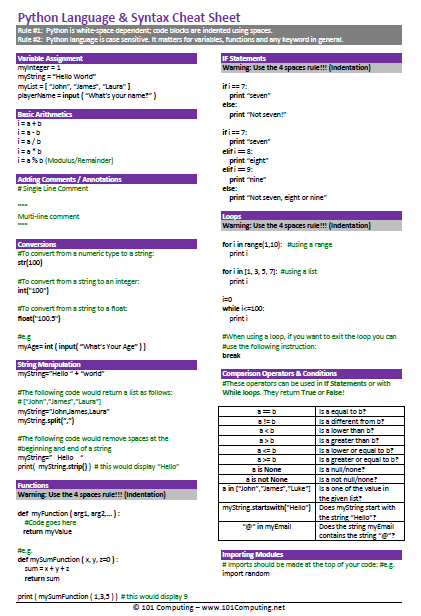 Python Language & Syntax Cheat Sheet
Rule #1: Python is white-space dependent; code blocks are indented using spaces.
Rule #2: Python language is case sensitive. It matters for variables, functions and any keyword in general.
Variable Assignment
myInteger = 1
myString = "Hello World"
myList = [ "John", "James", "Laura" ]
playerName = input ( "What's your name?" )
Basic Arithmetics
i = a + b
i = a - b
i = a / b
i = a * b
i = a % b (Modulus/Remainder)
Adding Comments / Annotations
# Single Line Comment
"""
Multi-line comment
"""
Conversions
#To convert from a numeric type to a string:
str(100)
#To convert from a string to an integer:
int("100")
#To convert from a string to a float:
float("100.5")
#e.g
myAge= int ( input( "What's Your Age" ) )
String Manipulation
myString="Hello " + "world"
#The following code would return a list as follows:
# ["John","James","Laura"]
myString="John,James,Laura"
myString.split(",")
#The following code would remove spaces at the
#beginning and end of a string
myString=" Hello "
print( myString.strip() ) # this would display "Hello"
Functions
Warning: Use the 4 spaces rule!!! (Indentation)
def myFunction ( arg1, arg2,... ) :
#Code goes here
return myValue
#e.g.
def mySumFunction ( x, y, z=0 ) :
sum = x + y + z
return sum
print ( mySumFunction ( 1,3,5 ) ) # this would display 9
IF Statements
Warning: Use the 4 spaces rule!!! (Indentation)
if i == 7:
print "seven"
else:
print "Not seven!"
if i == 7:
print "seven"
elif i == 8:
print "eight"
elif i == 9:
print "nine"
else:
print "Not seven, eight or nine"
Loops
Warning: Use the 4 spaces rule!!! (Indentation)
for i in range(1,10): #using a range
print i
for i in [1, 3, 5, 7]: #using a list
print i
i=0
while i<=100:
print i
#When using a loop, if you want to exit the loop you can
#use the following instruction:
break
Comparison Operators & Conditions
#These operators can be used in If Statements or with
While loops. They return True or False!
a == b Is a equal to b?
a != b Is a different from b?
a < b Is a lower than b?
a > b Is a greater than b?
a <= b Is a lower or equal to b?
a >= b Is a greater or equal to b?
a is None Is a null/none?
a is not None Is a not null/none?
a in ["John","James","Luke"] Is a one of the value in
the given list?
myString.startswith("Hello") Does myString start with
the string "Hello"?
"@" in myEmail Does the string myEmail
contains the string "@"?
Importing Modules
# Imports should be made at the top of your code: #e.g.
import random
© 101 Computing – www.101Computing.net